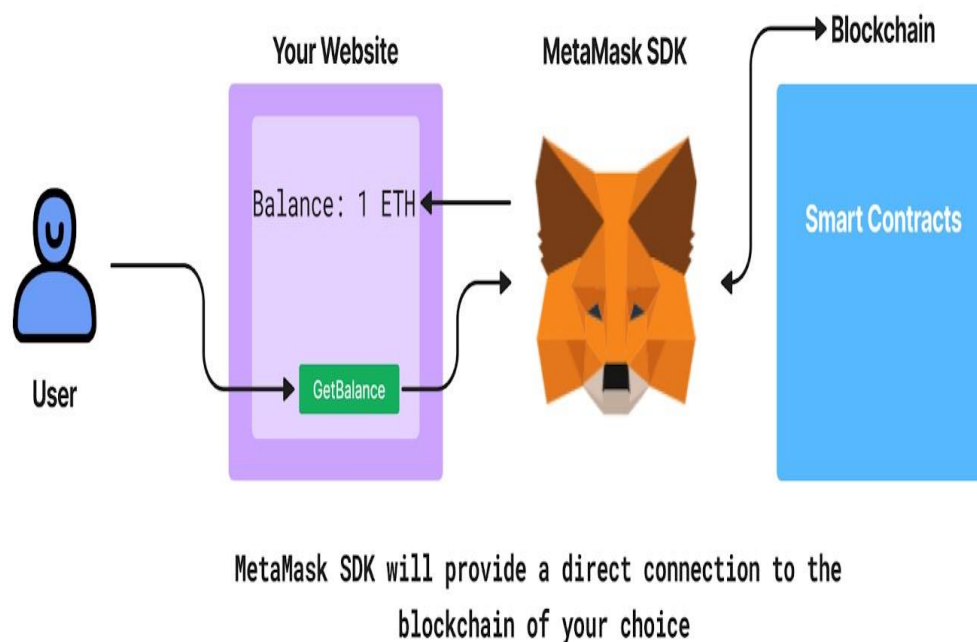 Blockchain
Your Website
MetaMask SDK
Balance: 1 ETH
Smart Contracts
GetBalance
User
MetaMask SDK will provide a direct connection to the
blockchain of your choice